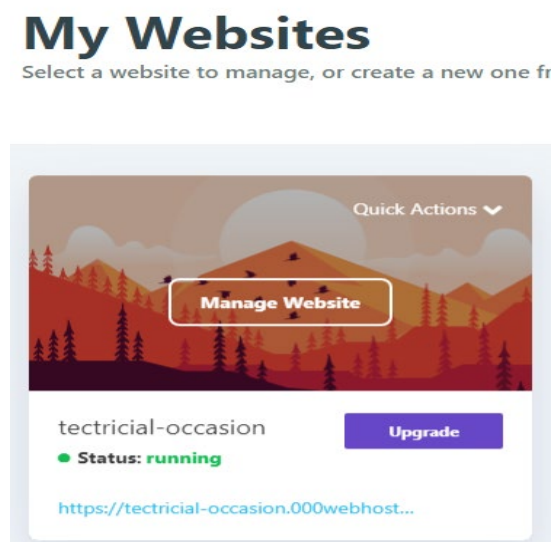 My Websites
Select a website to manage, or create a new one fr
Quick Actions
Manage Website
tectricial-occasion
Upgrade
Status: running
https://tectricial-occasion.000webhost...